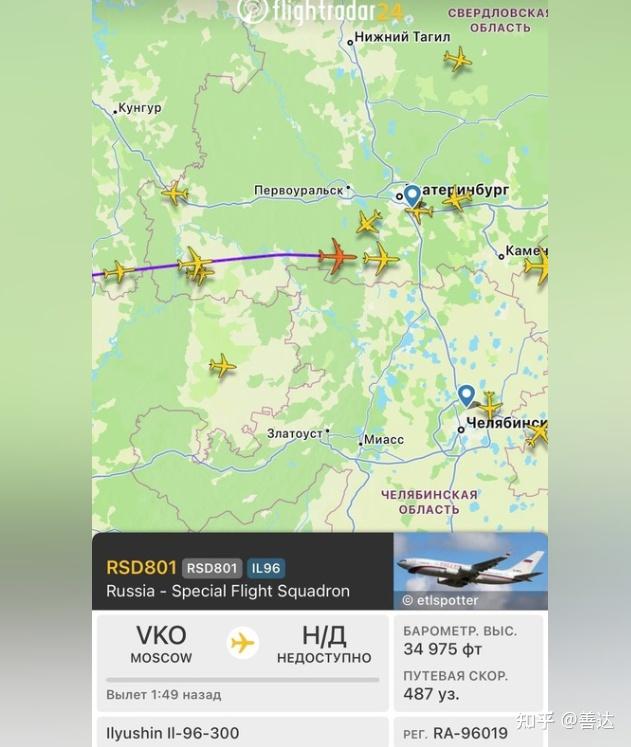 flightradar24
СВЕРДЛОВСКАЯ
ОБЛАСТЬ
Нижний Тагил
Кунгур
Первоуральск
атеринбург
Камен
Златоуст
Миасс
Челябинс
ЧЕЛЯБИНСКАЯ
ОБЛАСТЬ
RSD801 RSD801 IL96
Russia - Special Flight Squadron
© etlspotter
VKO
MOSCOW
Н/Д
НЕДОСТУПНО
Вылет 1:49 назад
БАРОМЕТР. ВЫС.
34 975 фт
ПУТЕВАЯ СКОР.
487 уз.
Ilyushin Il-96-300
РЕГ. RA-96019
知乎 @善达